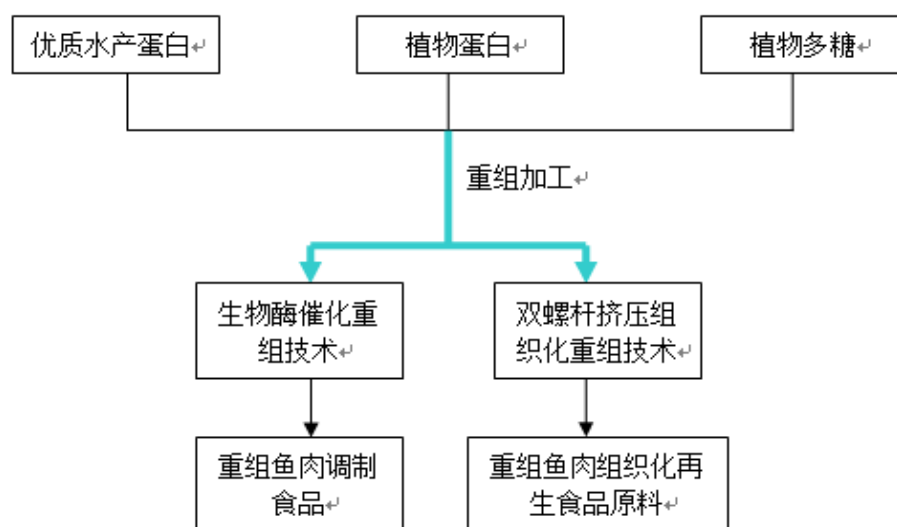 优质水产蛋白
植物蛋白
植物多糖
重组加工
生物酶催化重
组技术
双螺杆挤压组
织化重组技术
重组鱼肉调制
食品
重组鱼肉组织化再
生食品原料